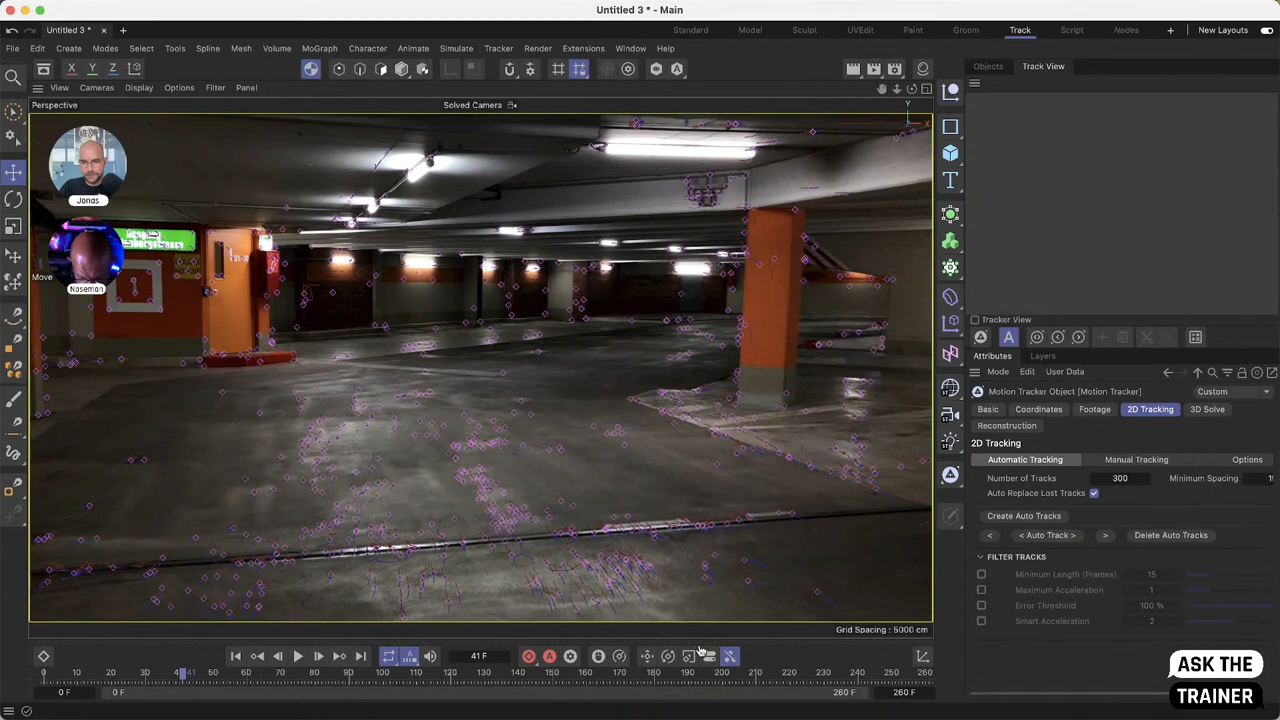 Untitled 3 * - Main
Untitled 3 *
Standard Model Sculpt UVEdit Paint Groom Track Script Nodes New Layouts
File Edit Create Modes Select Tools Spline Mesh Volume MoGraph Character Animate Simulate Tracker Render Extensions Window Help
X Y Z
Objects Track View
View Cameras Display Options Filter Panel
Perspective
Solved Camera
Y
X
Jonas
Move
Noseman
Tracker View
A
Attributes Layers
Mode Edit User Data
Motion Tracker Object [Motion Tracker]
Custom
Basic Coordinates Footage 2D Tracking 3D Solve
Reconstruction
2D Tracking
Automatic Tracking Manual Tracking Options
Number of Tracks 300 Minimum Spacing
Auto Replace Lost Tracks
Create Auto Tracks
< < Auto Track > > Delete Auto Tracks
FILTER TRACKS
Minimum Length (Frames) 15
Maximum Acceleration 1
Error Threshold 100 %
Smart Acceleration 2
Grid Spacing : 5000 cm
41 F
0 10 20 30 41 50 60 70 80 90 100 110 120 130 140 150 160 170 180 190 200 210 220 230 240 250 260
0 F 0 F 260 F 260 F
ASK THE
TRAINER